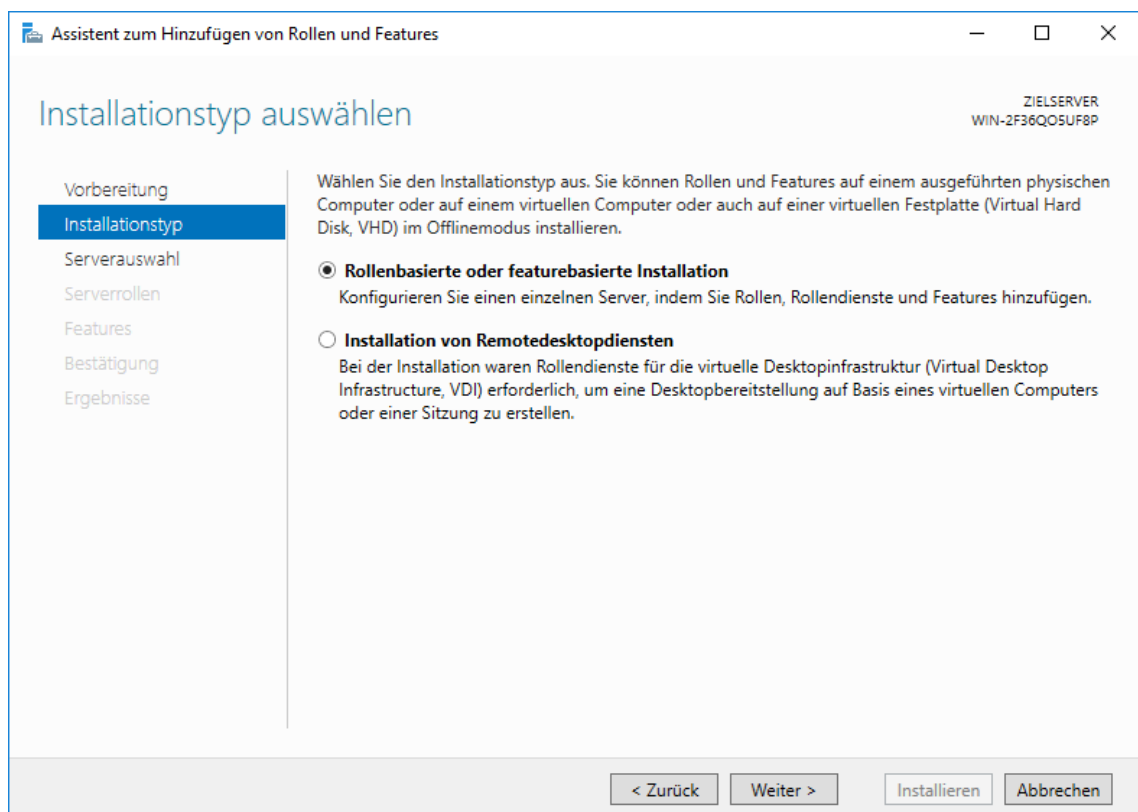 Assistent zum Hinzufügen von Rollen und Features
Installationstyp auswählen
ZIELSERVER
WIN-2F36QO5UF8P
Vorbereitung
Installationstyp
Serverauswahl
Serverrollen
Features
Bestätigung
Ergebnisse
Wählen Sie den Installationstyp aus. Sie können Rollen und Features auf einem ausgeführten physischen
Computer oder auf einem virtuellen Computer oder auch auf einer virtuellen Festplatte (Virtual Hard
Disk, VHD) im Offlinemodus installieren.
Rollenbasierte oder featurebasierte Installation
Konfigurieren Sie einen einzelnen Server, indem Sie Rollen, Rollendienste und Features hinzufügen.
Installation von Remotedesktopdiensten
Bei der Installation waren Rollendienste für die virtuelle Desktopinfrastruktur (Virtual Desktop
Infrastructure, VDI) erforderlich, um eine Desktopbereitstellung auf Basis eines virtuellen Computers
oder einer Sitzung zu erstellen.
< Zurück
Weiter >
Installieren
Abbrechen